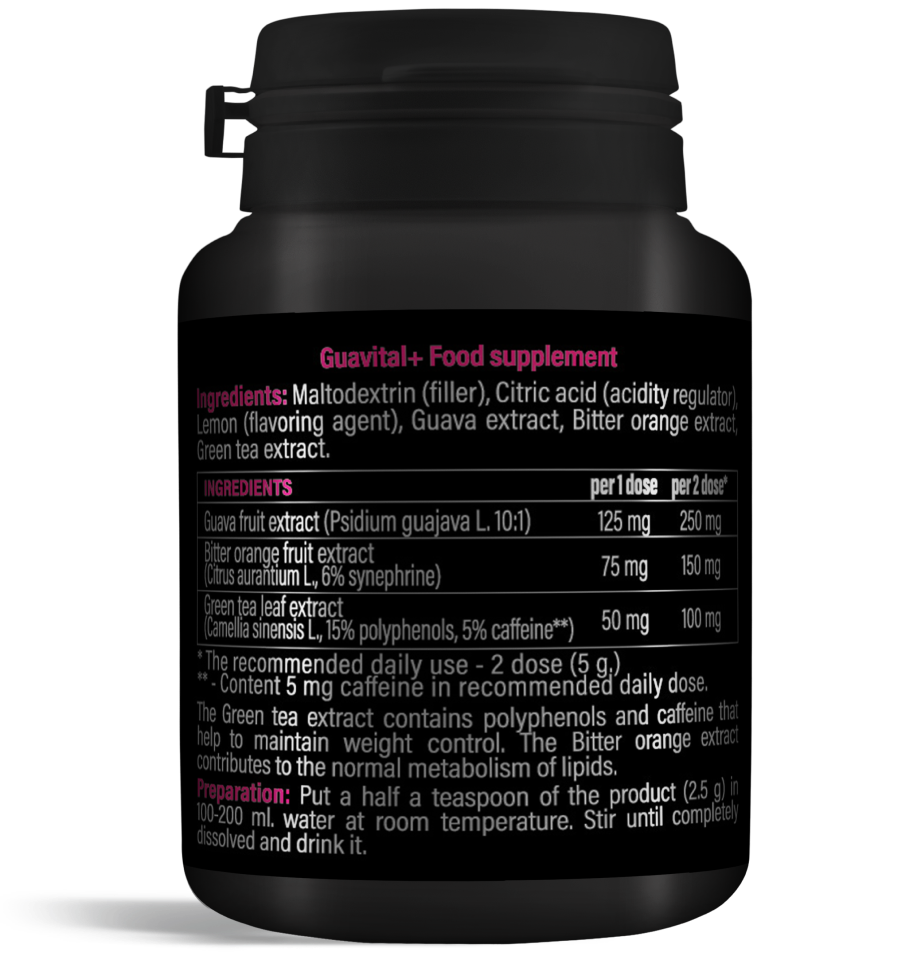 Guavital+ Food supplement
Ingredients: Maltodextrin (filler), Citric acid (acidity regulator),
Lemon (flavoring agent), Guava extract, Bitter orange extract,
Green tea extract.
INGREDIENTS per 1 dose per 2 dose*
Guava fruit extract (Psidium guajava L. 10:1) 125 mg 250 mg
Bitter orange fruit extract
(Citrus aurantium L., 6% synephrine) 75 mg 150 mg
Green tea leaf extract
(Camellia sinensis L., 15% polyphenols, 5% caffeine**) 50 mg 100 mg
* The recommended daily use - 2 dose (5 g.)
** - Content 5 mg caffeine in recommended daily dose.
The Green tea extract contains polyphenols and caffeine that
help to maintain weight control. The Bitter orange extract
contributes to the normal metabolism of lipids.
Preparation: Put a half a teaspoon of the product (2.5 g) in
100-200 ml. water at room temperature. Stir until completely
dissolved and drink it.